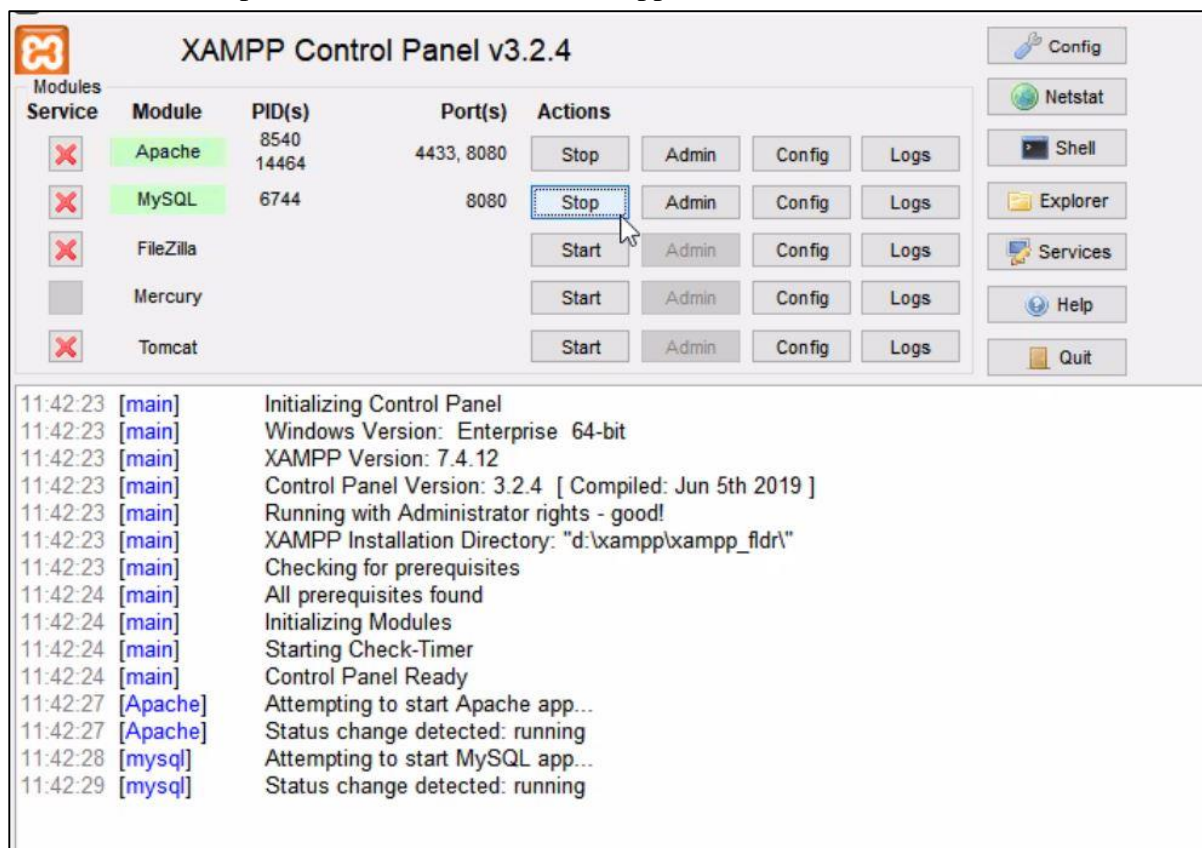 XAMPP Control Panel v3.2.4
Config
Modules
Netstat
Service Module PID(s) Port(s) Actions
Apache 8540 14464 4433, 8080 Stop Admin Config Logs
Shell
MySQL 6744 8080 Stop Admin Config Logs
Explorer
FileZilla Start Admin Config Logs
Services
Mercury Start Admin Config Logs
Help
Tomcat Start Admin Config Logs
Quit
11:42:23 [main] Initializing Control Panel
11:42:23 [main] Windows Version: Enterprise 64-bit
11:42:23 [main] XAMPP Version: 7.4.12
11:42:23 [main] Control Panel Version: 3.2.4 [ Compiled: Jun 5th 2019 ]
11:42:23 [main] Running with Administrator rights - good!
11:42:23 [main] XAMPP Installation Directory: "d:\xampp\xampp_fldr\"
11:42:23 [main] Checking for prerequisites
11:42:24 [main] All prerequisites found
11:42:24 [main] Initializing Modules
11:42:24 [main] Starting Check-Timer
11:42:24 [main] Control Panel Ready
11:42:27 [Apache] Attempting to start Apache app...
11:42:27 [Apache] Status change detected: running
11:42:28 [mysql] Attempting to start MySQL app...
11:42:29 [mysql] Status change detected: running